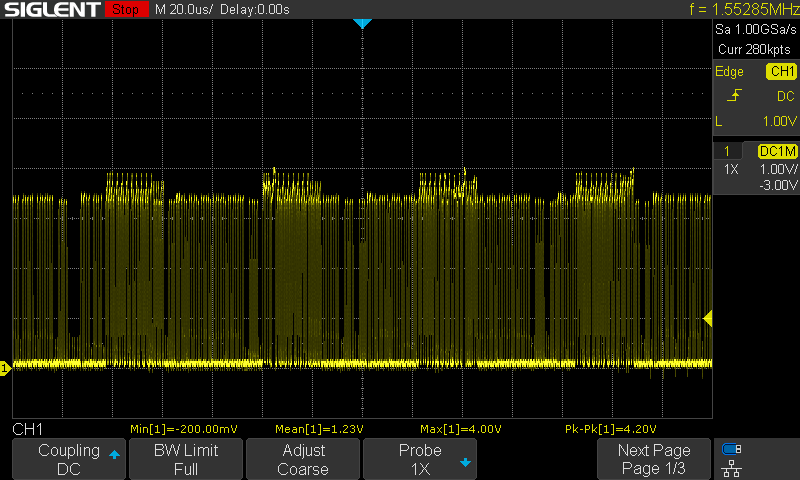 SIGLENT Stop M 20.0us/ Delay:0.00s f = 1.55285MHz
Sa 1.00GSa/s
Curr 280kpts
Edge CH1
DC
L 1.00V
1 DC1M
1X 1.00V/
-3.00V
1
CH1 Min[1]=-200.00mV Mean[1]=1.23V Max[1]=4.00V Pk-Pk[1]=4.20V
Coupling BW Limit Adjust Probe Next Page
DC Full Coarse 1X Page 1/3